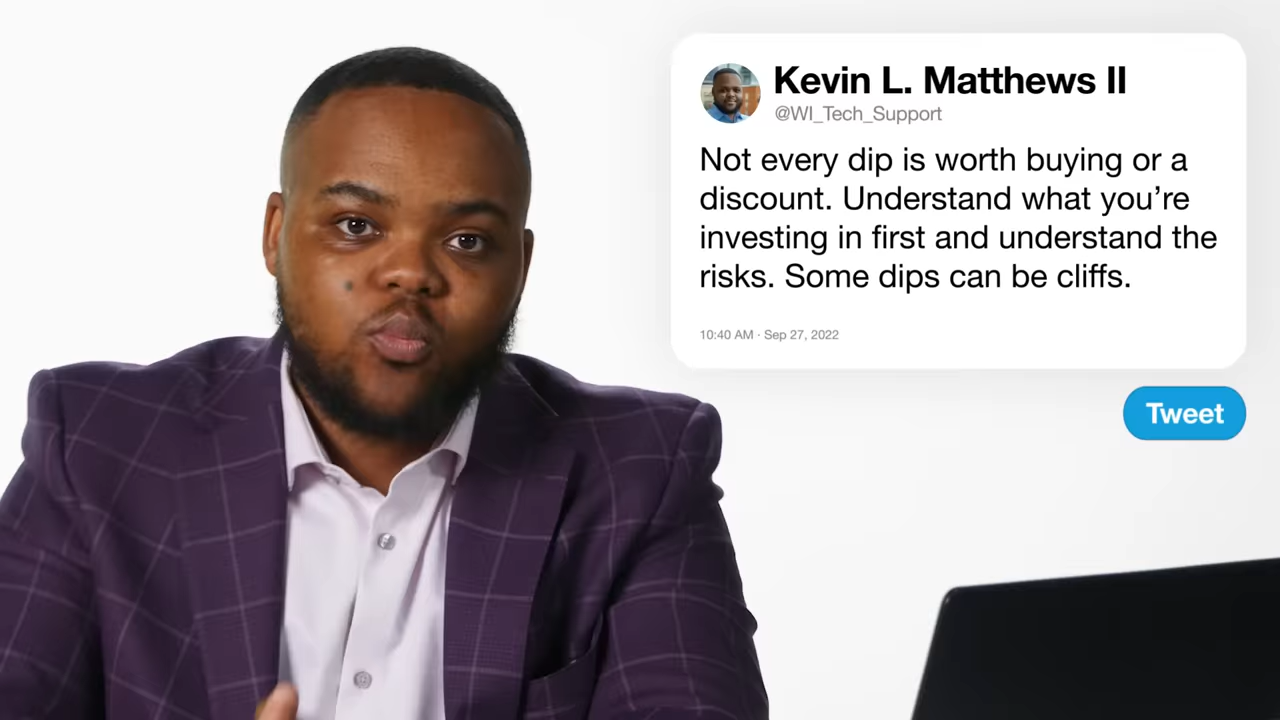 Kevin L. Matthews II
@WI_Tech_Support
Not every dip is worth buying or a
discount. Understand what you’re
investing in first and understand the
risks. Some dips can be cliffs.
10:40 AM · Sep 27, 2022
Tweet